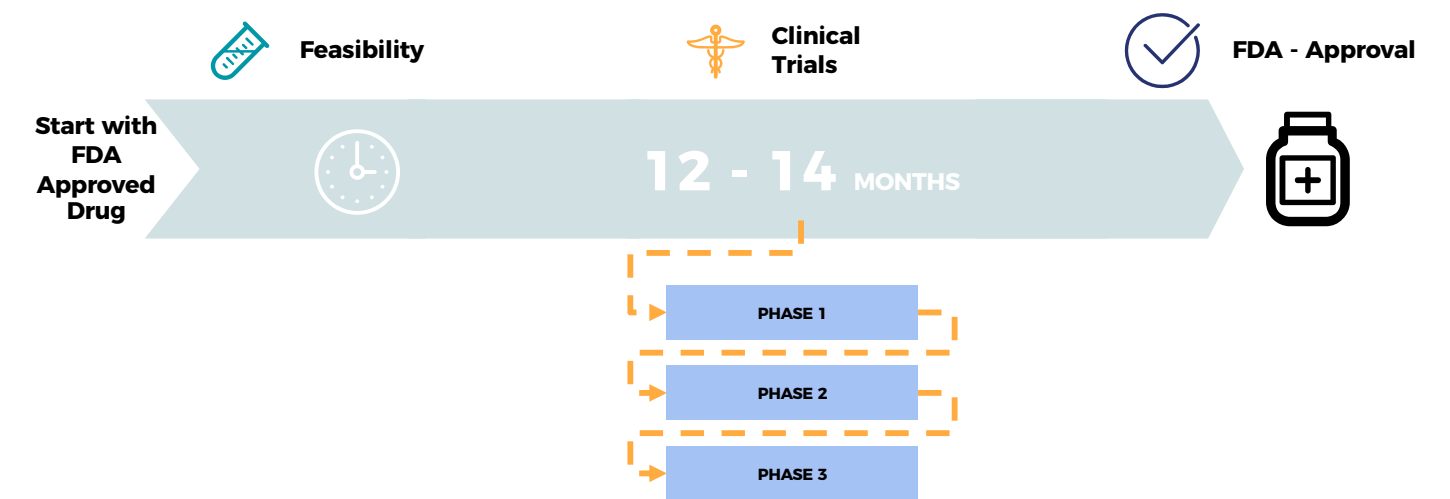 Feasibility
Clinical
Trials
FDA - Approval
Start with
FDA
Approved
Drug
12 - 14 MONTHS
PHASE 1
PHASE 2
PHASE 3